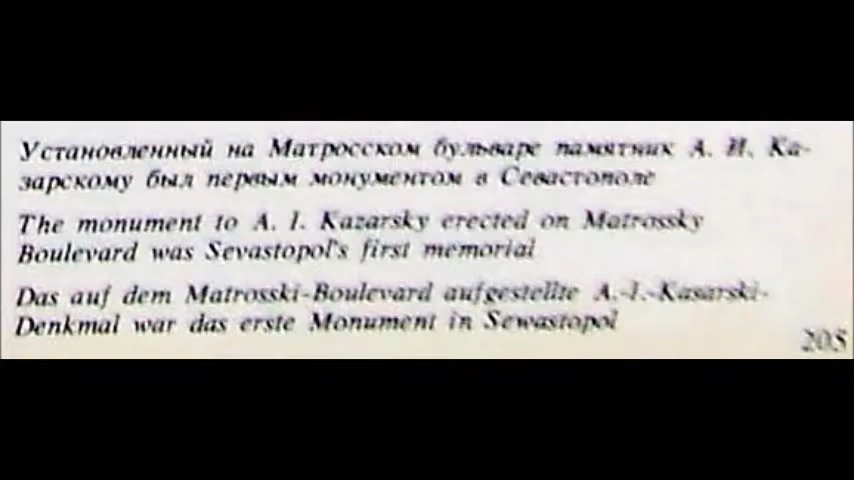 Установленный на Матросском бульваре памятник А. И. Ка-
зарскому был первым монументом в Севастополе
The monument to A. I. Kazarsky erected on Matrossky
Boulevard was Sevastopol's first memorial
Das auf dem Matrosski-Boulevard aufgestellte A.-I.-Kasarski-
Denkmal war das erste Monument in Sewastopol
205